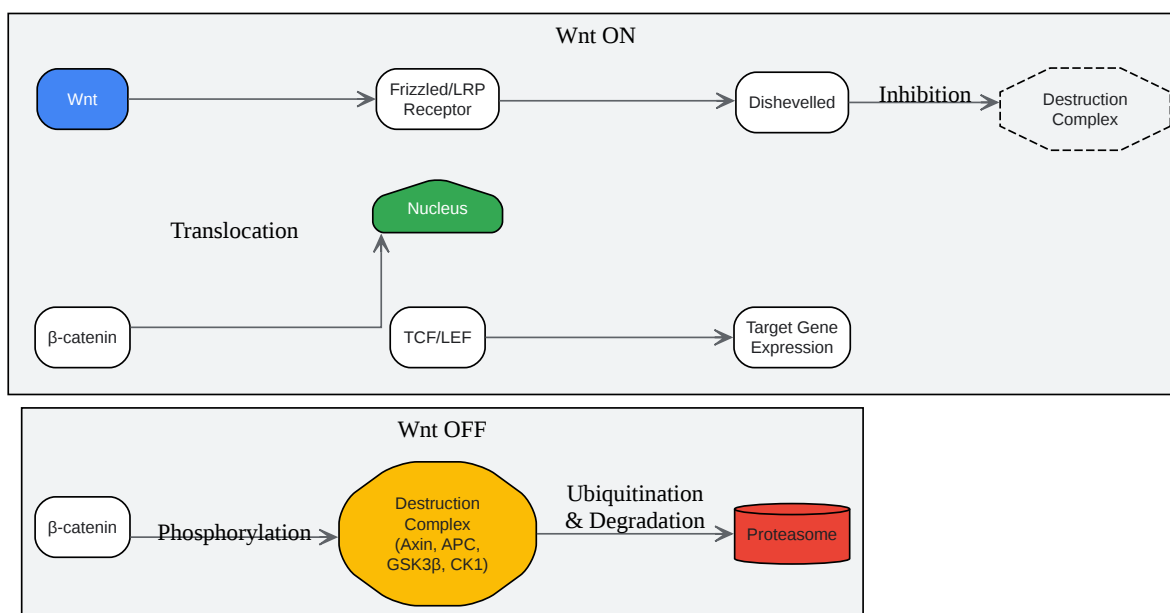 Wnt ON
Wnt
Frizzled/LRP
Receptor
Dishevelled
Inhibition
Destruction
Complex
Nucleus
Translocation
β-catenin
TCF/LEF
Target Gene
Expression
Wnt OFF
β-catenin
Phosphorylation
Destruction
Complex
(Axin, APC,
GSK3β, CK1)
Ubiquitination
& Degradation
Proteasome